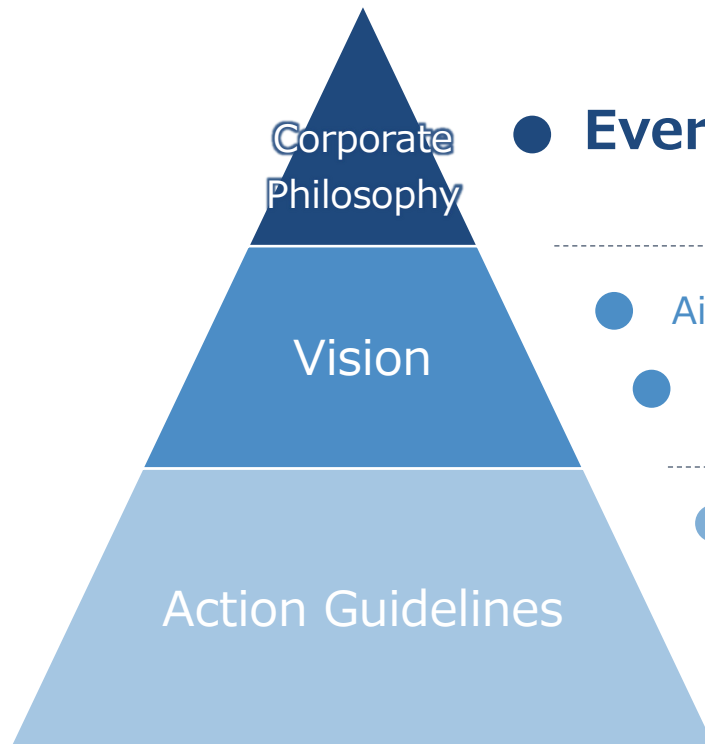 Corporate
Philosophy
● Ever
Vision
● Ai
Action Guidelines